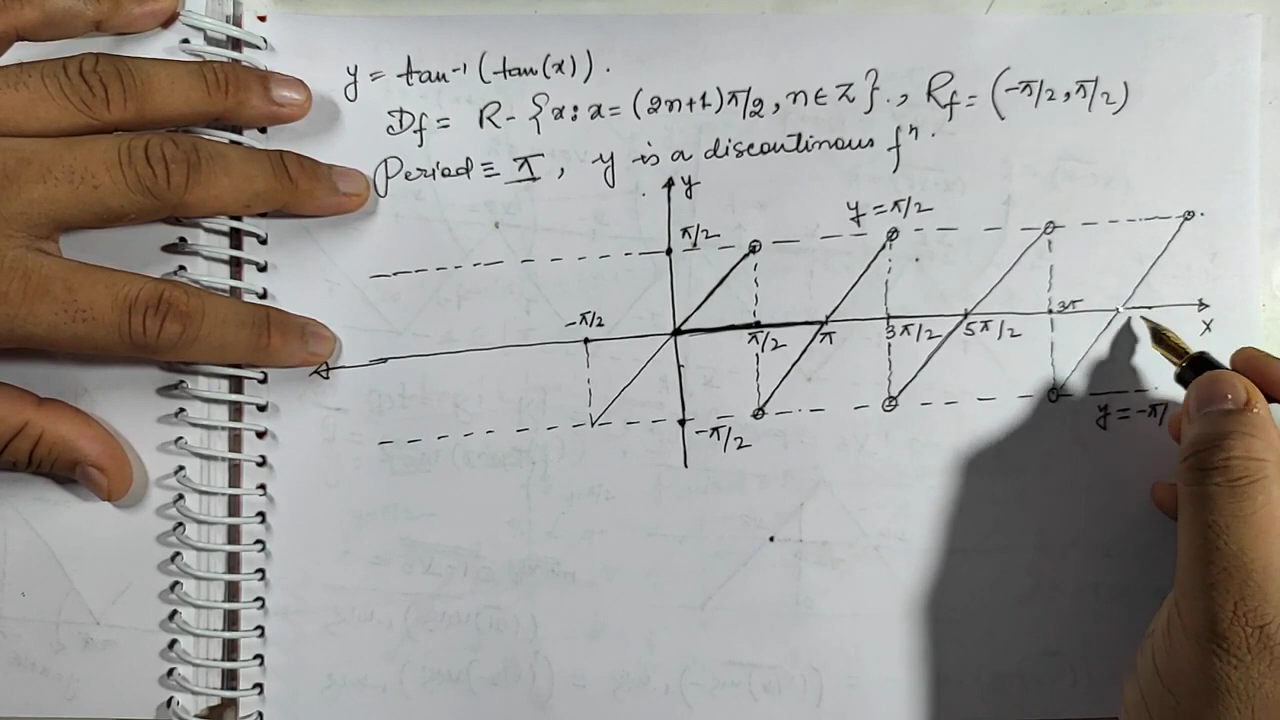 y = tan⁻¹(tan(x)).
Df = R - {x : x = (2n+1)π/2, n ∈ Z}., Rf = (-π/2, π/2)
Period ≡ π, y is a discontinous fⁿ.
y
y = π/2
π/2
-π/2
π/2
π
3π/2
5π/2
3π
x
-π/2
y = -π/